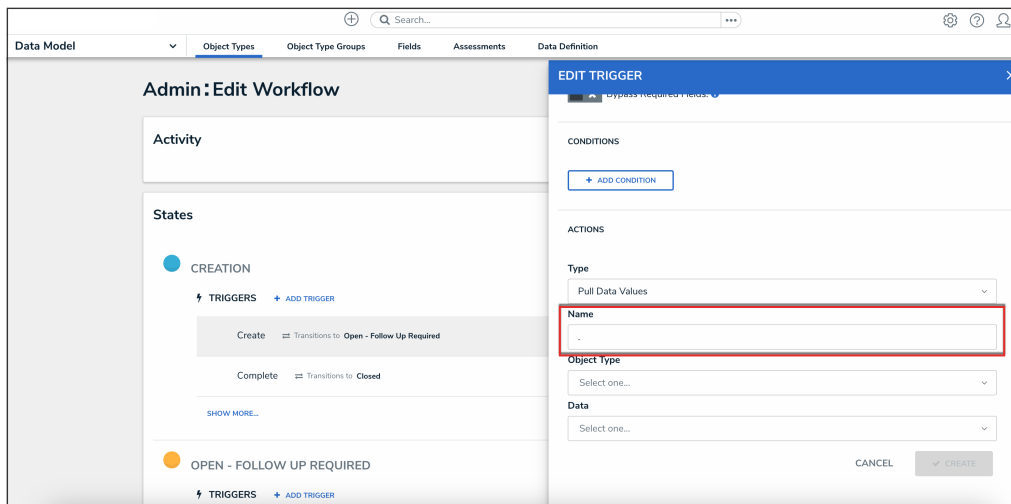 Search...
Data Model
Object Types
Object Type Groups
Fields
Assessments
Data Definition
Admin:Edit Workflow
Activity
States
CREATION
TRIGGERS + ADD TRIGGER
Create Transitions to Open - Follow Up Required
Complete Transitions to Closed
SHOW MORE...
OPEN - FOLLOW UP REQUIRED
TRIGGERS + ADD TRIGGER
EDIT TRIGGER
Bypass Required Fields.
CONDITIONS
+ ADD CONDITION
ACTIONS
Type
Pull Data Values
Name
.
Object Type
Select one...
Data
Select one...
CANCEL
CREATE